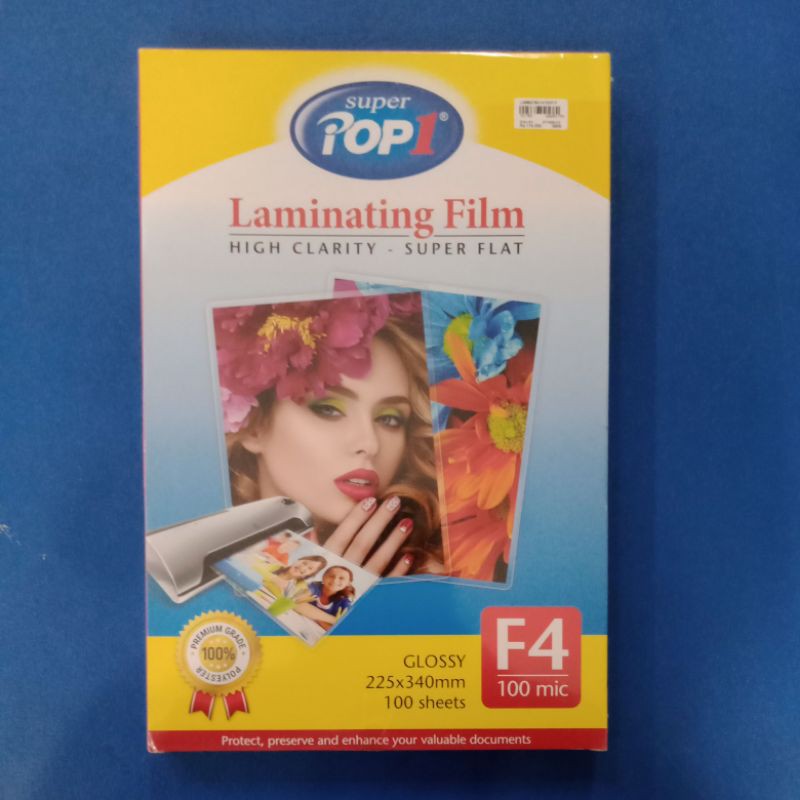 super
POP1®
Laminating Film
HIGH CLARITY - SUPER FLAT
PREMIUM GRADE
100%
POLYESTER
GLOSSY
225x340mm
100 sheets
F4
100 mic
Protect, preserve and enhance your valuable documents